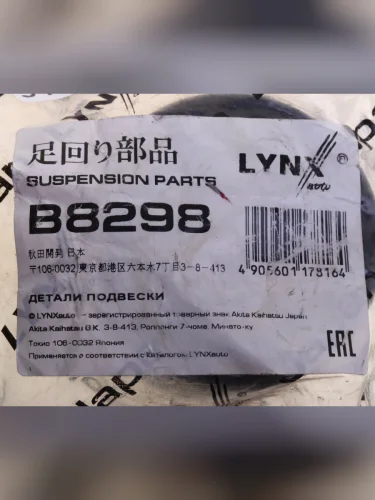 足回り部品
LYNX auto ®
SUSPENSION PARTS
B8298
秋田開発 日本
〒106-0032 東京都港区六本木7丁目3-8-413
4 905601 178164
ДЕТАЛИ ПОДВЕСКИ
© LYNXauto - зарегистрированный товарный знак Akita Kaihatsu Japan
Akita Kaihatsu G.K. 3-8-413, Роппонги 7-чоме, Минато-ку
Токио 106-0032 Япония
Применяется в соответствии с каталогом LYNXauto
EAC